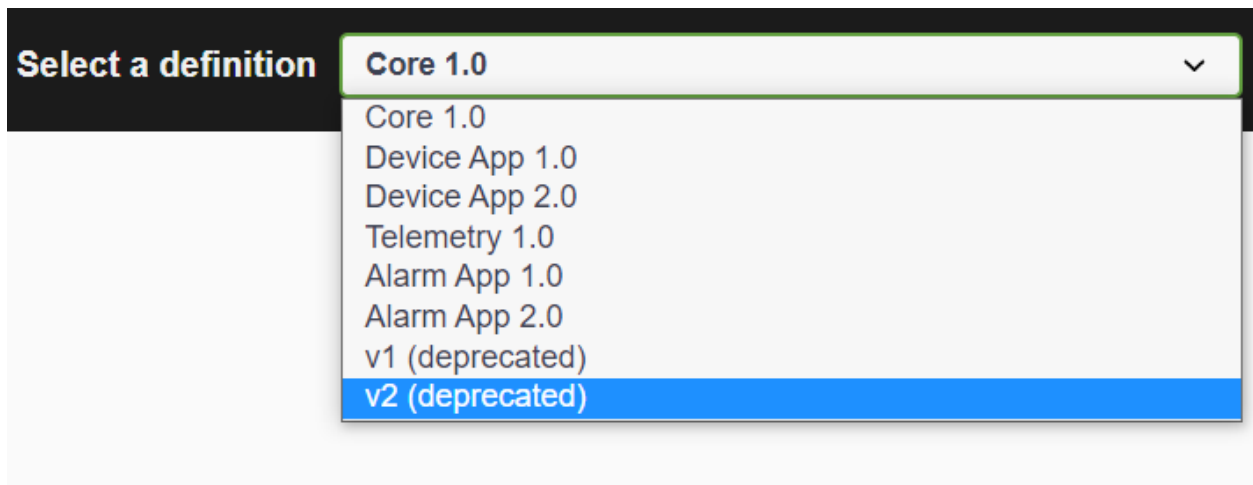 Select a definition Core 1.0
Core 1.0
Device App 1.0
Device App 2.0
Telemetry 1.0
Alarm App 1.0
Alarm App 2.0
v1 (deprecated)
v2 (deprecated)